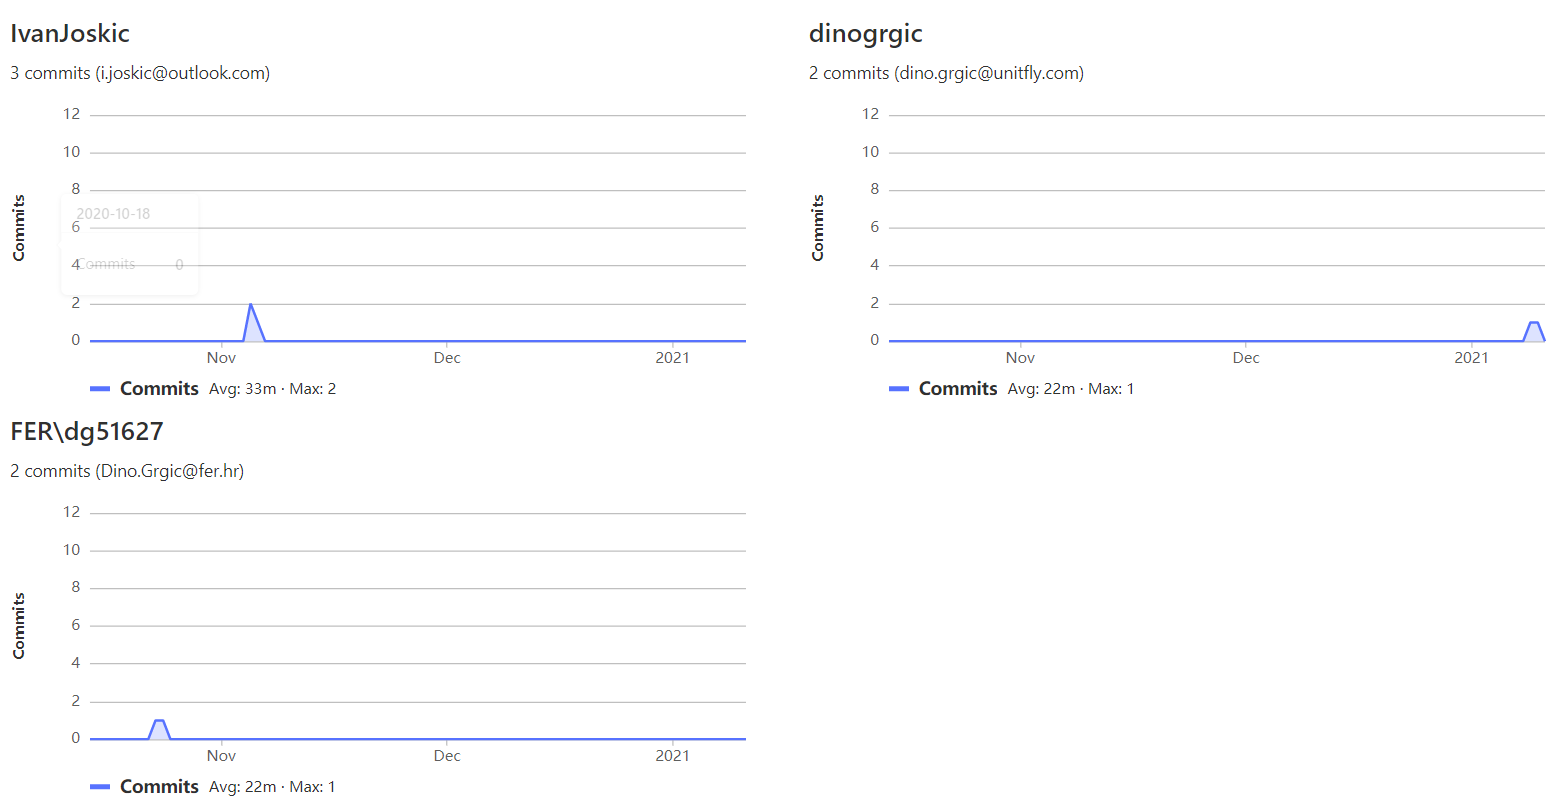 IvanJoskic
3 commits (i.joskic@outlook.com)
12
10
8
6
4
2
0
Commits
2020-10-18
Commits 0
Nov Dec 2021
Commits Avg: 33m · Max: 2
dinogrgic
2 commits (dino.grgic@unitfly.com)
12
10
8
6
4
2
0
Commits
Nov Dec 2021
Commits Avg: 22m · Max: 1
FER\dg51627
2 commits (Dino.Grgic@fer.hr)
12
10
8
6
4
2
0
Commits
Nov Dec 2021
Commits Avg: 22m · Max: 1